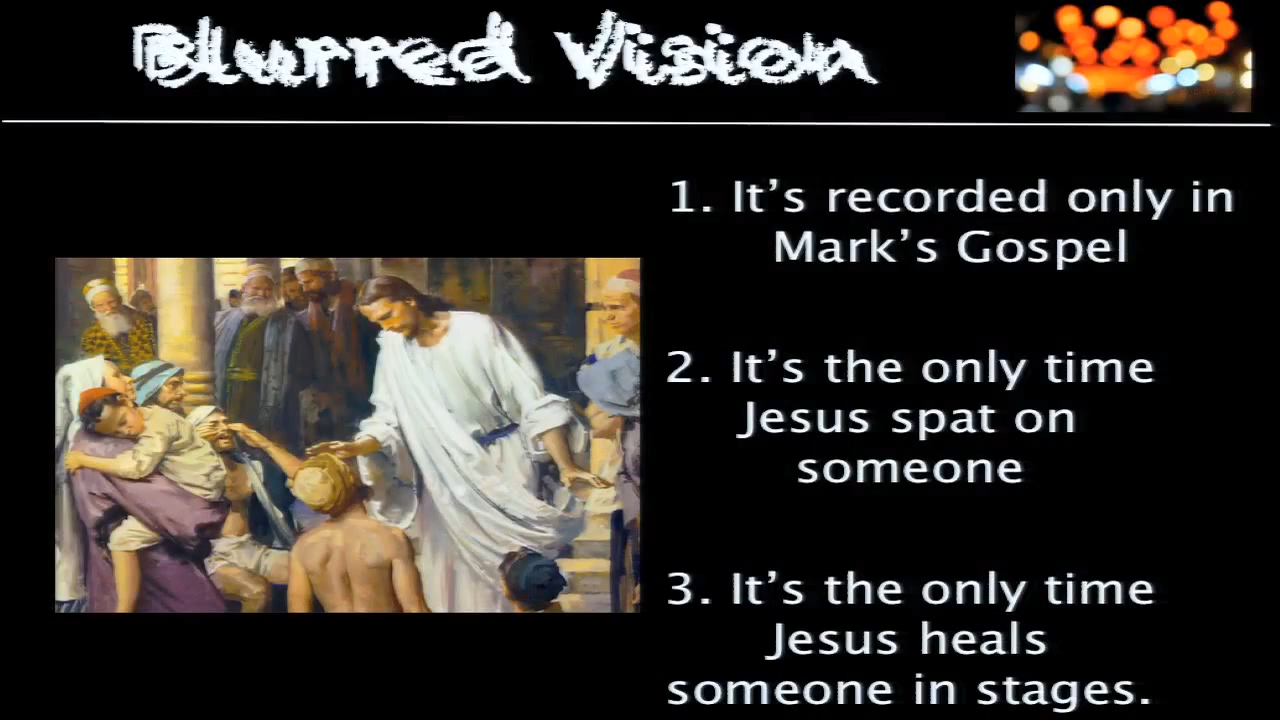 Blurred Vision
1. It’s recorded only in
Mark’s Gospel
2. It’s the only time
Jesus spat on
someone
3. It’s the only time
Jesus heals
someone in stages.